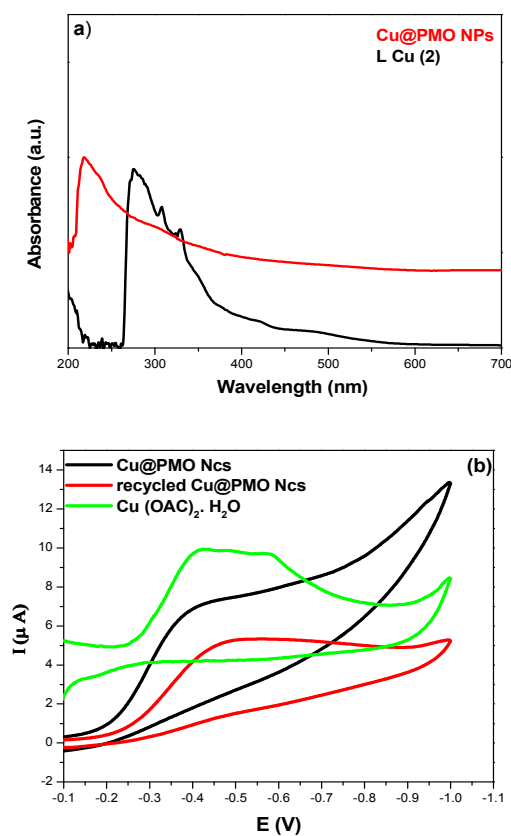 a)
Cu@PMO NPs
L Cu (2)
Absorbance (a.u.)
200 300 400 500 600 700
Wavelength (nm)
(b)
Cu@PMO Ncs
recycled Cu@PMO Ncs
Cu (OAC)₂. H₂O
I (μ A)
14
12
10
8
6
4
2
0
-2
-0.1 -0.2 -0.3 -0.4 -0.5 -0.6 -0.7 -0.8 -0.9 -1.0
E (V)